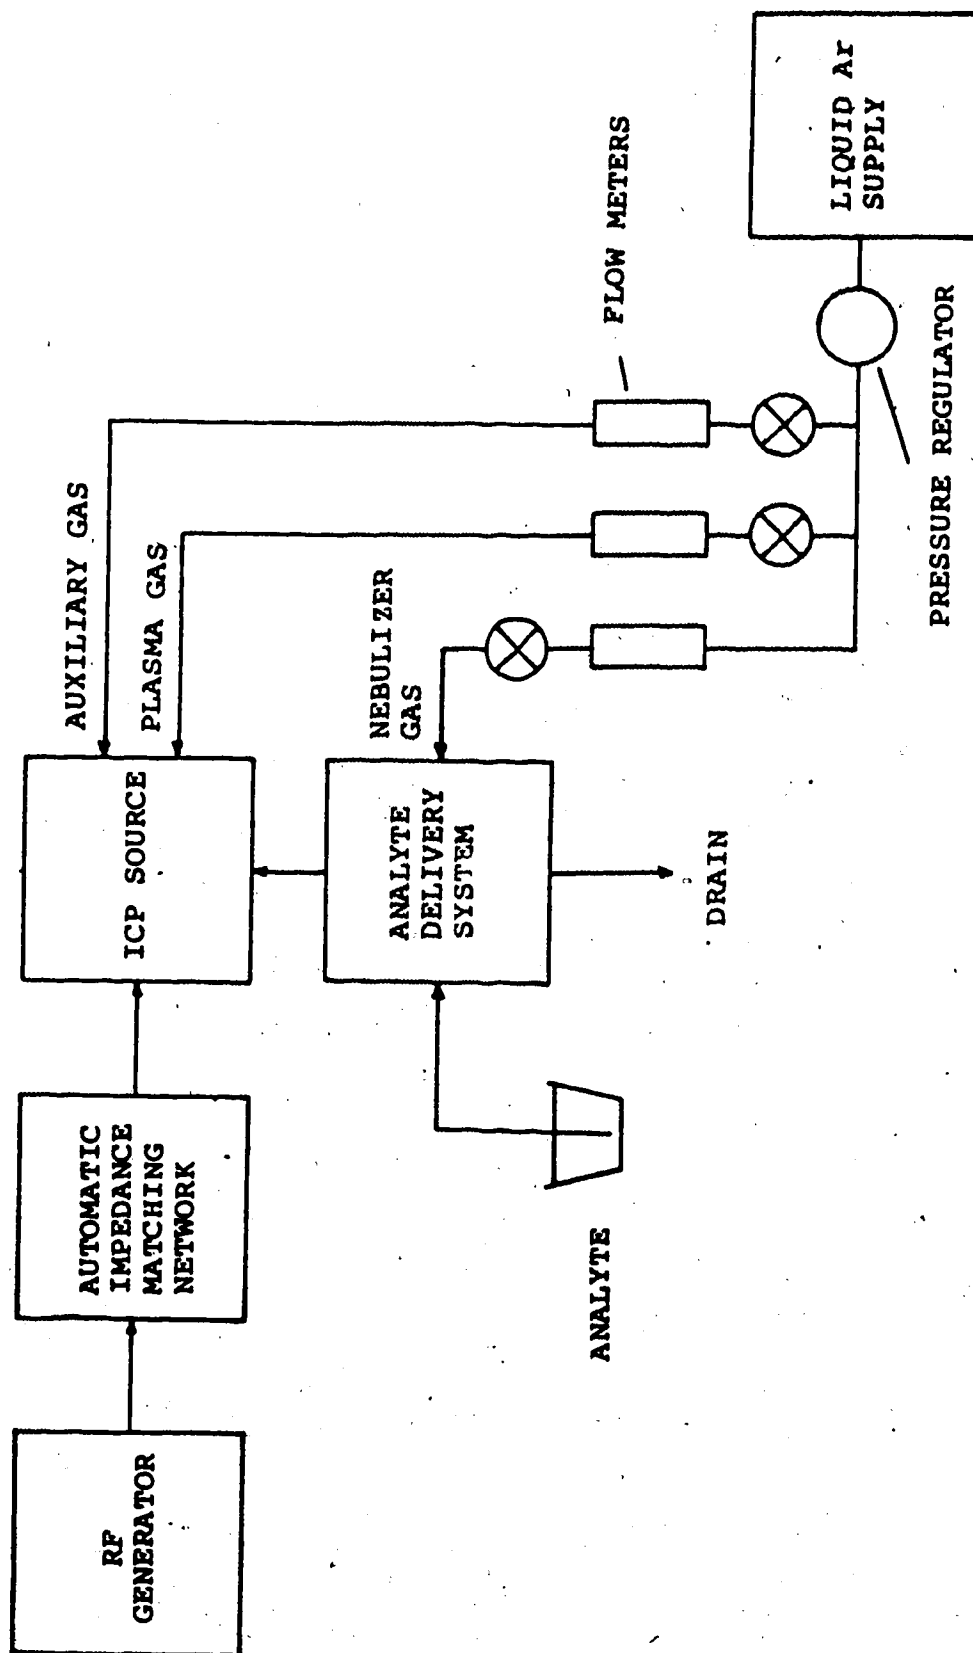 RF
GENERATOR
AUTOMATIC
IMPEDANCE
MATCHING
NETWORK
ICP SOURCE
AUXILIARY GAS
PLASMA GAS
NEBULIZER
GAS
ANALYTE
DELIVERY
SYSTEM
ANALYTE
DRAIN
FLOW METERS
PRESSURE REGULATOR
LIQUID Ar
SUPPLY